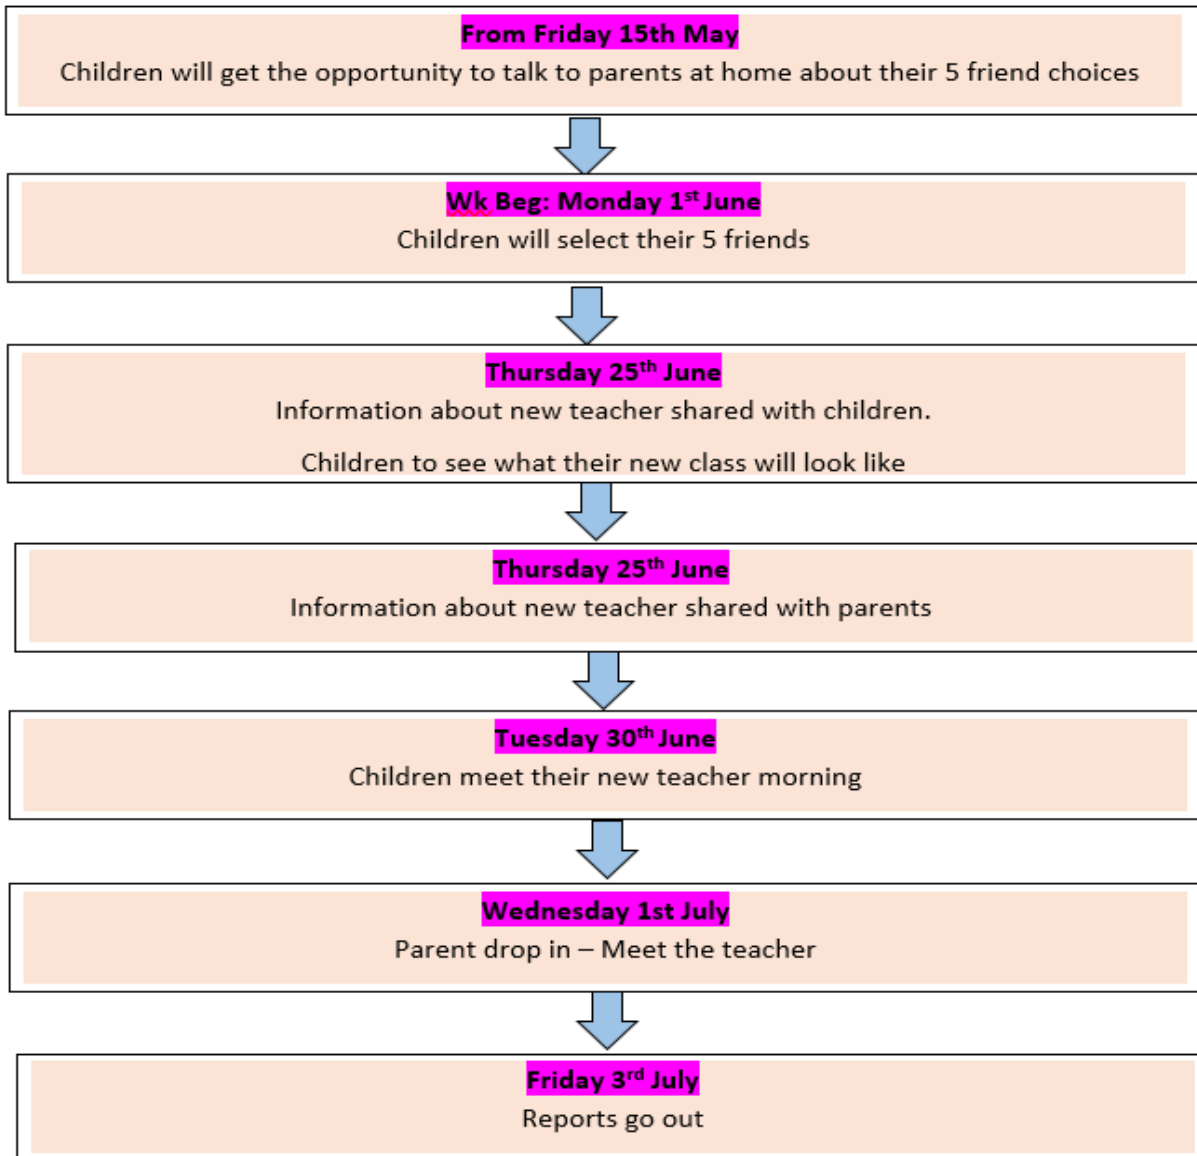 From Friday 15th May
Children will get the opportunity to talk to parents at home about their 5 friend choices
Wk Beg: Monday 1st June
Children will select their 5 friends
Thursday 25th June
Information about new teacher shared with children.
Children to see what their new class will look like
Thursday 25th June
Information about new teacher shared with parents
Tuesday 30th June
Children meet their new teacher morning
Wednesday 1st July
Parent drop in – Meet the teacher
Friday 3rd July
Reports go out